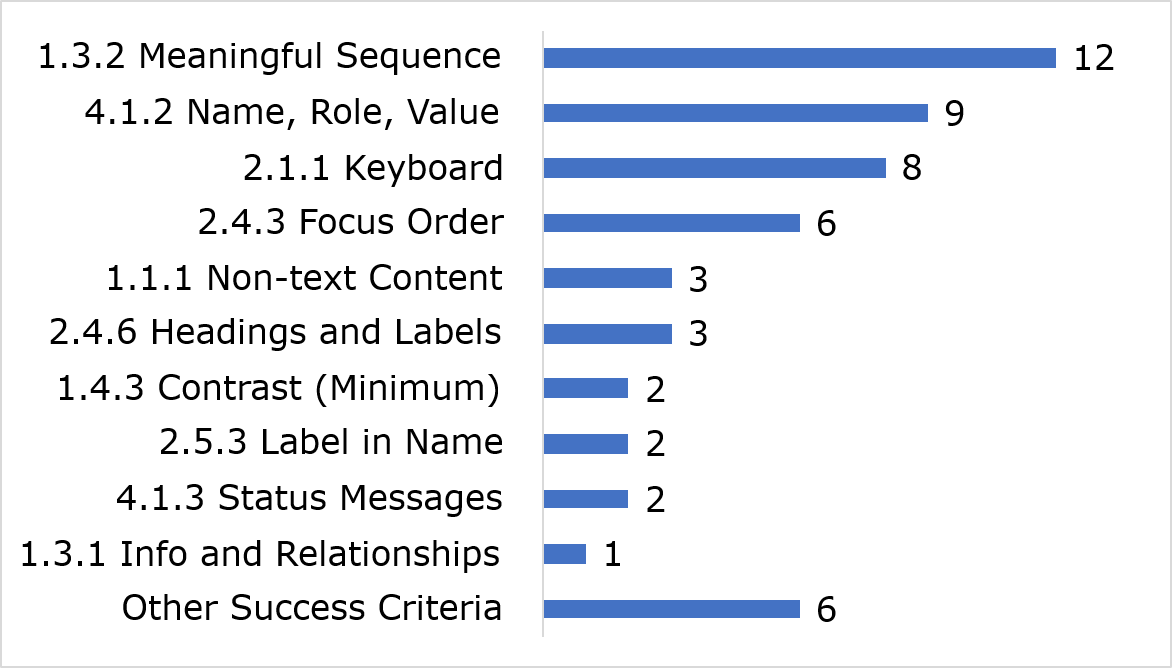 1.3.2 Meaningful Sequence 12
4.1.2 Name, Role, Value 9
2.1.1 Keyboard 8
2.4.3 Focus Order 6
1.1.1 Non-text Content 3
2.4.6 Headings and Labels 3
1.4.3 Contrast (Minimum) 2
2.5.3 Label in Name 2
4.1.3 Status Messages 2
1.3.1 Info and Relationships 1
Other Success Criteria 6